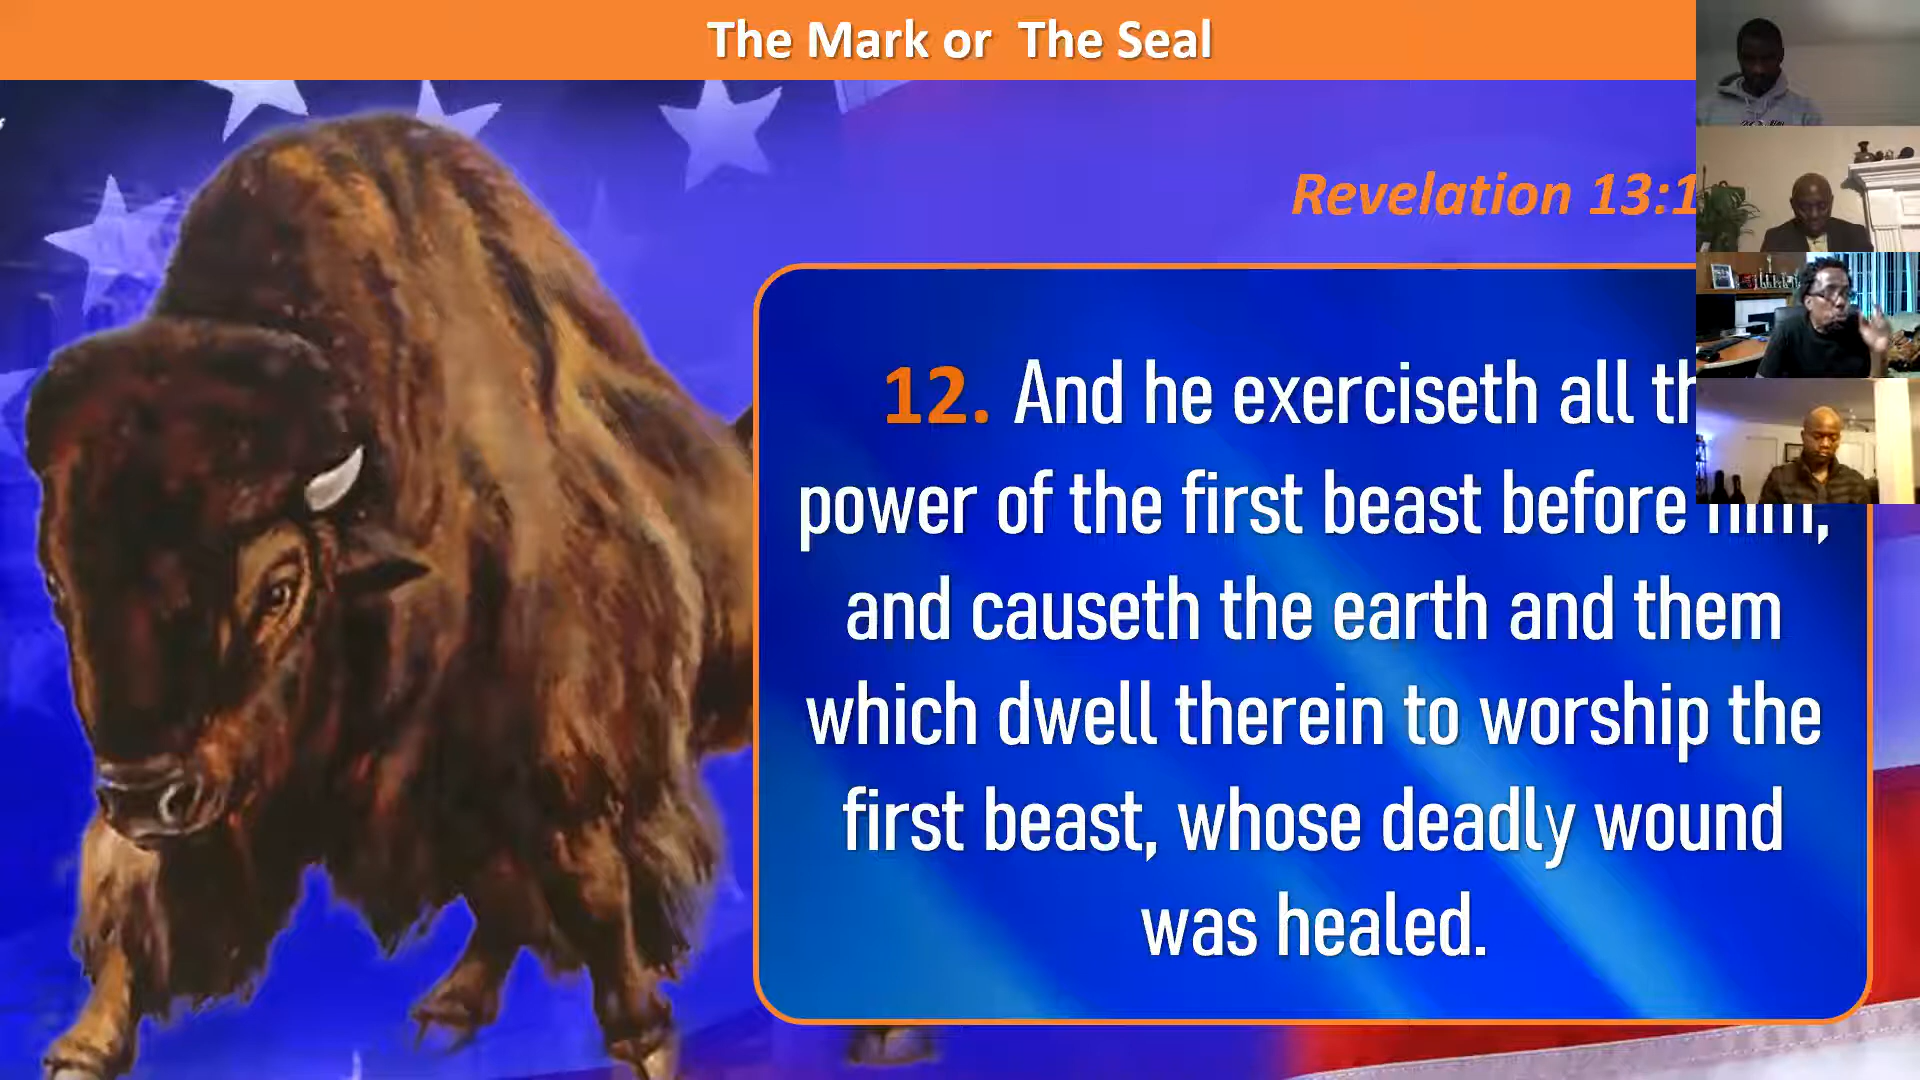 The Mark or The Seal
Revelation 13:1
12. And he exerciseth all th
power of the first beast before him,
and causeth the earth and them
which dwell therein to worship the
first beast, whose deadly wound
was healed.